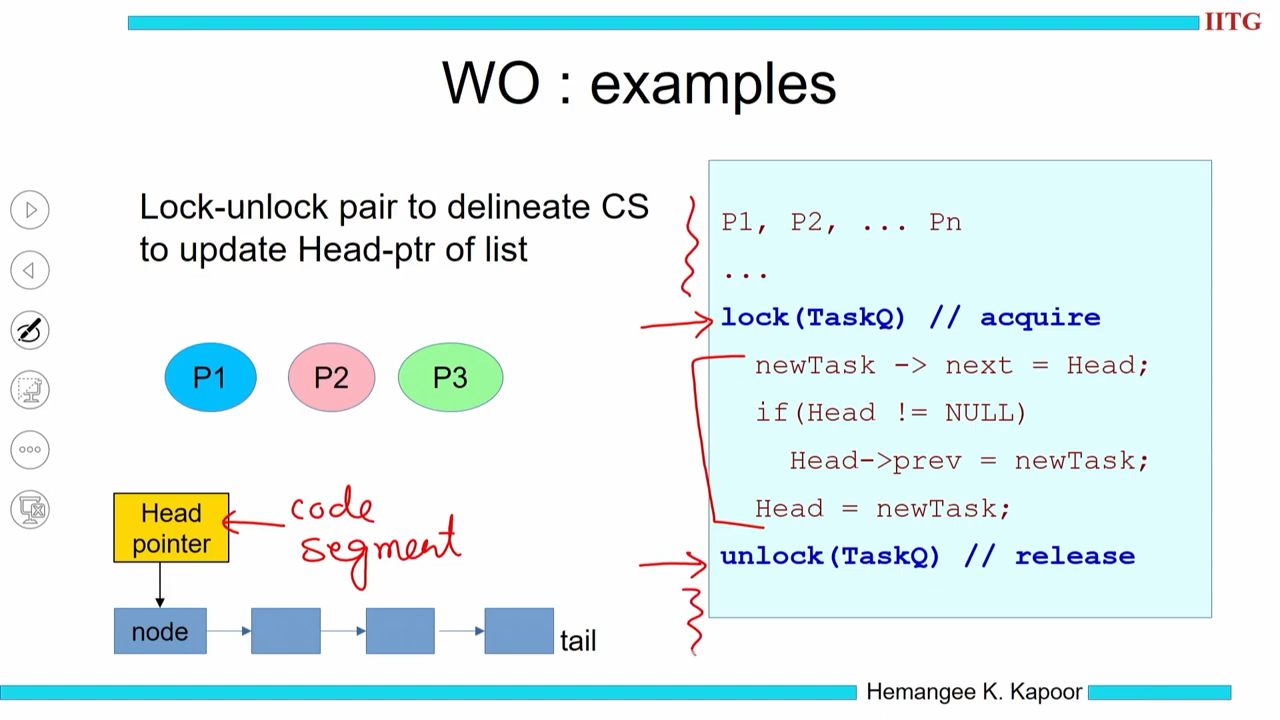 IITG
WO : examples
Lock-unlock pair to delineate CS
to update Head-ptr of list
P1 P2 P3
Head
pointer
code
segment
node
tail
P1, P2, ... Pn
...
lock(TaskQ) // acquire
newTask -> next = Head;
if(Head != NULL)
Head->prev = newTask;
Head = newTask;
unlock(TaskQ) // release
Hemangee K. Kapoor